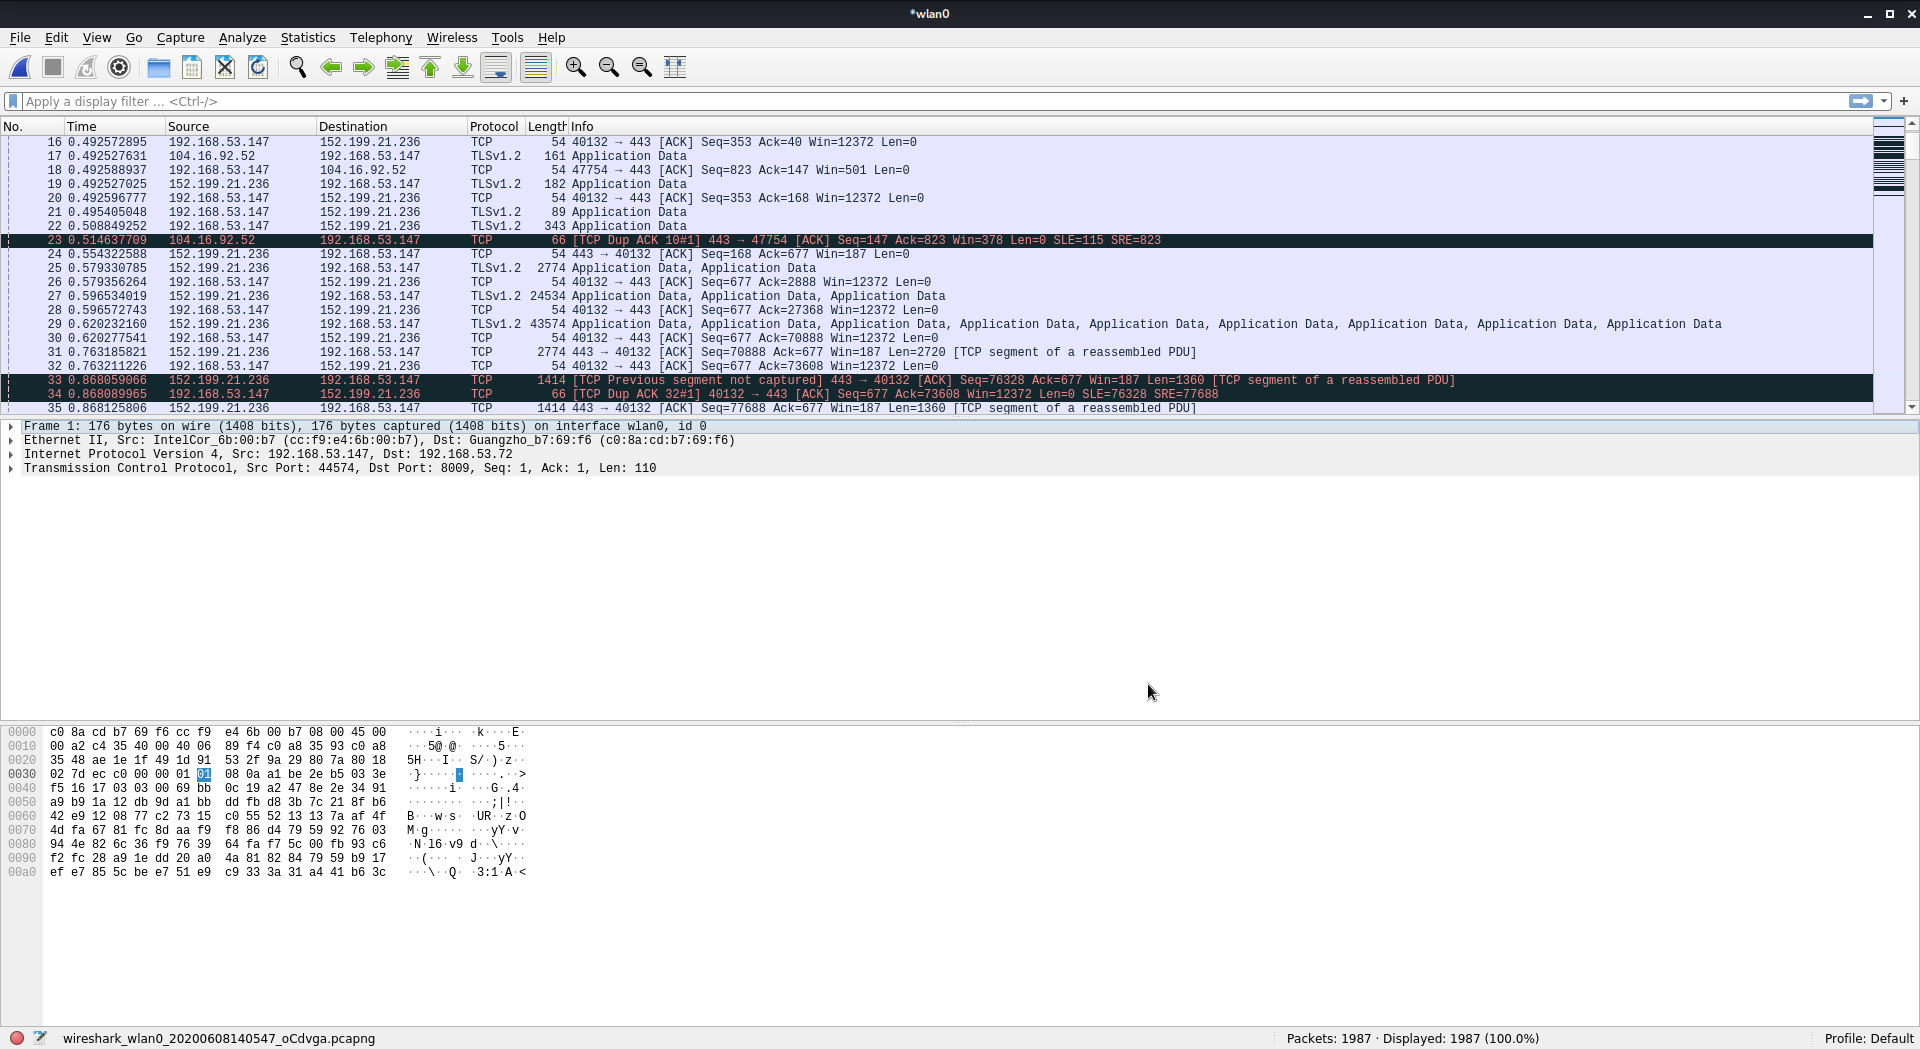 *wlan0
File Edit View Go Capture Analyze Statistics Telephony Wireless Tools Help
Apply a display filter ... <Ctrl-/>
No. Time Source Destination Protocol Length Info
16 0.492572895 192.168.53.147 152.199.21.236 TCP 54 40132 → 443 [ACK] Seq=353 Ack=40 Win=12372 Len=0
17 0.492527631 104.16.92.52 192.168.53.147 TLSv1.2 161 Application Data
18 0.492588937 192.168.53.147 104.16.92.52 TCP 54 47754 → 443 [ACK] Seq=823 Ack=147 Win=501 Len=0
19 0.492527025 152.199.21.236 192.168.53.147 TLSv1.2 182 Application Data
20 0.492596777 192.168.53.147 152.199.21.236 TCP 54 40132 → 443 [ACK] Seq=353 Ack=168 Win=12372 Len=0
21 0.495405048 192.168.53.147 152.199.21.236 TLSv1.2 89 Application Data
22 0.508849252 192.168.53.147 152.199.21.236 TLSv1.2 343 Application Data
23 0.514637709 104.16.92.52 192.168.53.147 TCP 66 [TCP Dup ACK 10#1] 443 → 47754 [ACK] Seq=147 Ack=823 Win=378 Len=0 SLE=115 SRE=823
24 0.554322588 152.199.21.236 192.168.53.147 TCP 54 443 → 40132 [ACK] Seq=168 Ack=677 Win=187 Len=0
25 0.579330785 152.199.21.236 192.168.53.147 TLSv1.2 2774 Application Data, Application Data
26 0.579356264 192.168.53.147 152.199.21.236 TCP 54 40132 → 443 [ACK] Seq=677 Ack=2888 Win=12372 Len=0
27 0.596534019 152.199.21.236 192.168.53.147 TLSv1.2 24534 Application Data, Application Data, Application Data
28 0.596572743 192.168.53.147 152.199.21.236 TCP 54 40132 → 443 [ACK] Seq=677 Ack=27368 Win=12372 Len=0
29 0.620232160 152.199.21.236 192.168.53.147 TLSv1.2 43574 Application Data, Application Data, Application Data, Application Data, Application Data, Application Data, Application Data, Application Data, Application Data
30 0.620277541 192.168.53.147 152.199.21.236 TCP 54 40132 → 443 [ACK] Seq=677 Ack=70888 Win=12372 Len=0
31 0.763185821 152.199.21.236 192.168.53.147 TCP 2774 443 → 40132 [ACK] Seq=70888 Ack=677 Win=187 Len=2720 [TCP segment of a reassembled PDU]
32 0.763211226 192.168.53.147 152.199.21.236 TCP 54 40132 → 443 [ACK] Seq=677 Ack=73608 Win=12372 Len=0
33 0.868059066 152.199.21.236 192.168.53.147 TCP 1414 [TCP Previous segment not captured] 443 → 40132 [ACK] Seq=76328 Ack=677 Win=187 Len=1360 [TCP segment of a reassembled PDU]
34 0.868089965 192.168.53.147 152.199.21.236 TCP 66 [TCP Dup ACK 32#1] 40132 → 443 [ACK] Seq=677 Ack=73608 Win=12372 Len=0 SLE=76328 SRE=77688
35 0.868125806 152.199.21.236 192.168.53.147 TCP 1414 443 → 40132 [ACK] Seq=77688 Ack=677 Win=187 Len=1360 [TCP segment of a reassembled PDU]
Frame 1: 176 bytes on wire (1408 bits), 176 bytes captured (1408 bits) on interface wlan0, id 0
Ethernet II, Src: IntelCor_6b:00:b7 (cc:f9:e4:6b:00:b7), Dst: Guangzho_b7:69:f6 (c0:8a:cd:b7:69:f6)
Internet Protocol Version 4, Src: 192.168.53.147, Dst: 192.168.53.72
Transmission Control Protocol, Src Port: 44574, Dst Port: 8009, Seq: 1, Ack: 1, Len: 110
0000 c0 8a cd b7 69 f6 cc f9 e4 6b 00 b7 08 00 45 00 ····i··· ·k····E·
0010 00 a2 c4 35 40 00 40 06 89 f4 c0 a8 35 93 c0 a8 ···5@·@· ····5···
0020 35 48 ae 1e 1f 49 1d 91 53 2f 9a 29 80 7a 80 18 5H···I·· S/·)·z··
0030 02 7d ec c0 00 00 01 01 08 0a a1 be 2e b5 03 3e ·}······ ····.··>
0040 f5 16 17 03 03 00 69 bb 0c 19 a2 47 8e 2e 34 91 ······i· ···G·.4·
0050 a9 b9 1a 12 db 9d a1 bb dd fb d8 3b 7c 21 8f b6 ········ ···;|!··
0060 42 e9 12 08 77 c2 73 15 c0 55 52 13 13 7a af 4f B···w·s· ·UR··z·O
0070 4d fa 67 81 fc 8d aa f9 f8 86 d4 79 59 92 76 03 M·g····· ···yY·v·
0080 94 4e 82 6c 36 f9 76 39 64 fa f7 5c 00 fb 93 c6 ·N·l6·v9 d··\····
0090 f2 fc 28 a9 1e dd 20 a0 4a 81 82 84 79 59 b9 17 ··(··· · J···yY··
00a0 ef e7 85 5c be e7 51 e9 c9 33 3a 31 a4 41 b6 3c ···\··Q· ·3:1·A·<
wireshark_wlan0_20200608140547_oCdvga.pcapng Packets: 1987 · Displayed: 1987 (100.0%) Profile: Default